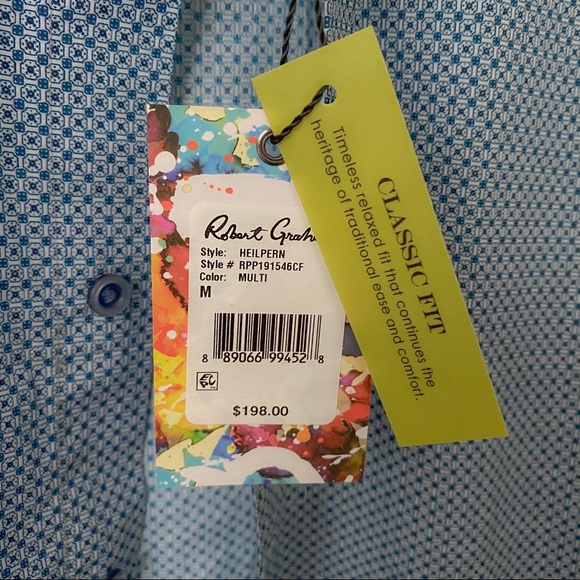 Robert Grah
Style: HEILPERN
Style # RPP191546CF
Color: MULTI
M
8 89066 99452 8
$198.00
CLASSIC FIT
Timeless relaxed fit that continues the
heritage of traditional ease and comfort.